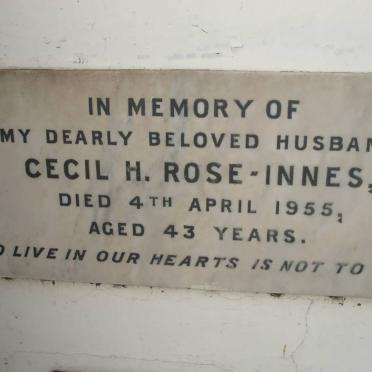 IN MEMORY OF
MY DEARLY BELOVED HUSBAN
CECIL H. ROSE-INNES,
DIED 4TH APRIL 1955,
AGED 43 YEARS.
O LIVE IN OUR HEARTS IS NOT TO